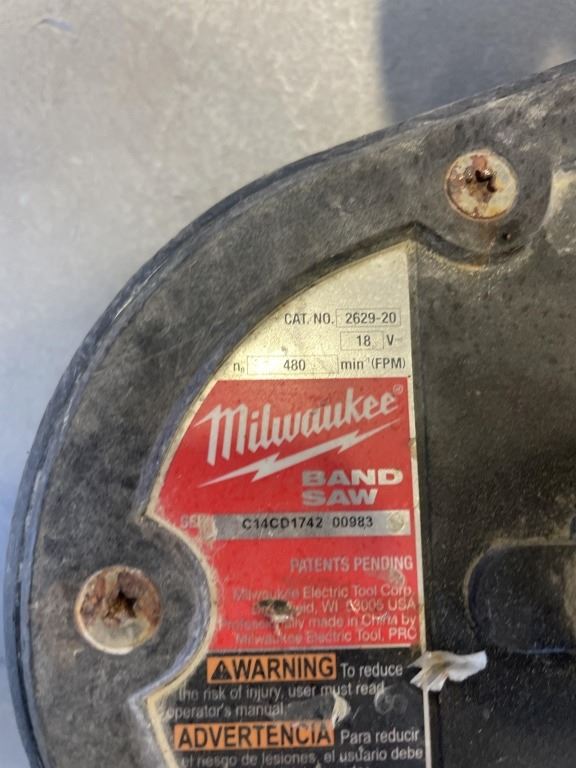 CAT. NO. 2629-20
18 V⎓
n₀ 480 min⁻¹(FPM)
Milwaukee®
BAND
SAW
C14CD1742 00983
PATENTS PENDING
Milwaukee Electric Tool Corp.
WI 53005 USA
Professionally made in China by
Milwaukee Electric Tool, PRC
WARNING To reduce
the risk of injury, user must read
operator's manual.
ADVERTENCIA Para reducir
el riesgo de lesiones, el usuario debe